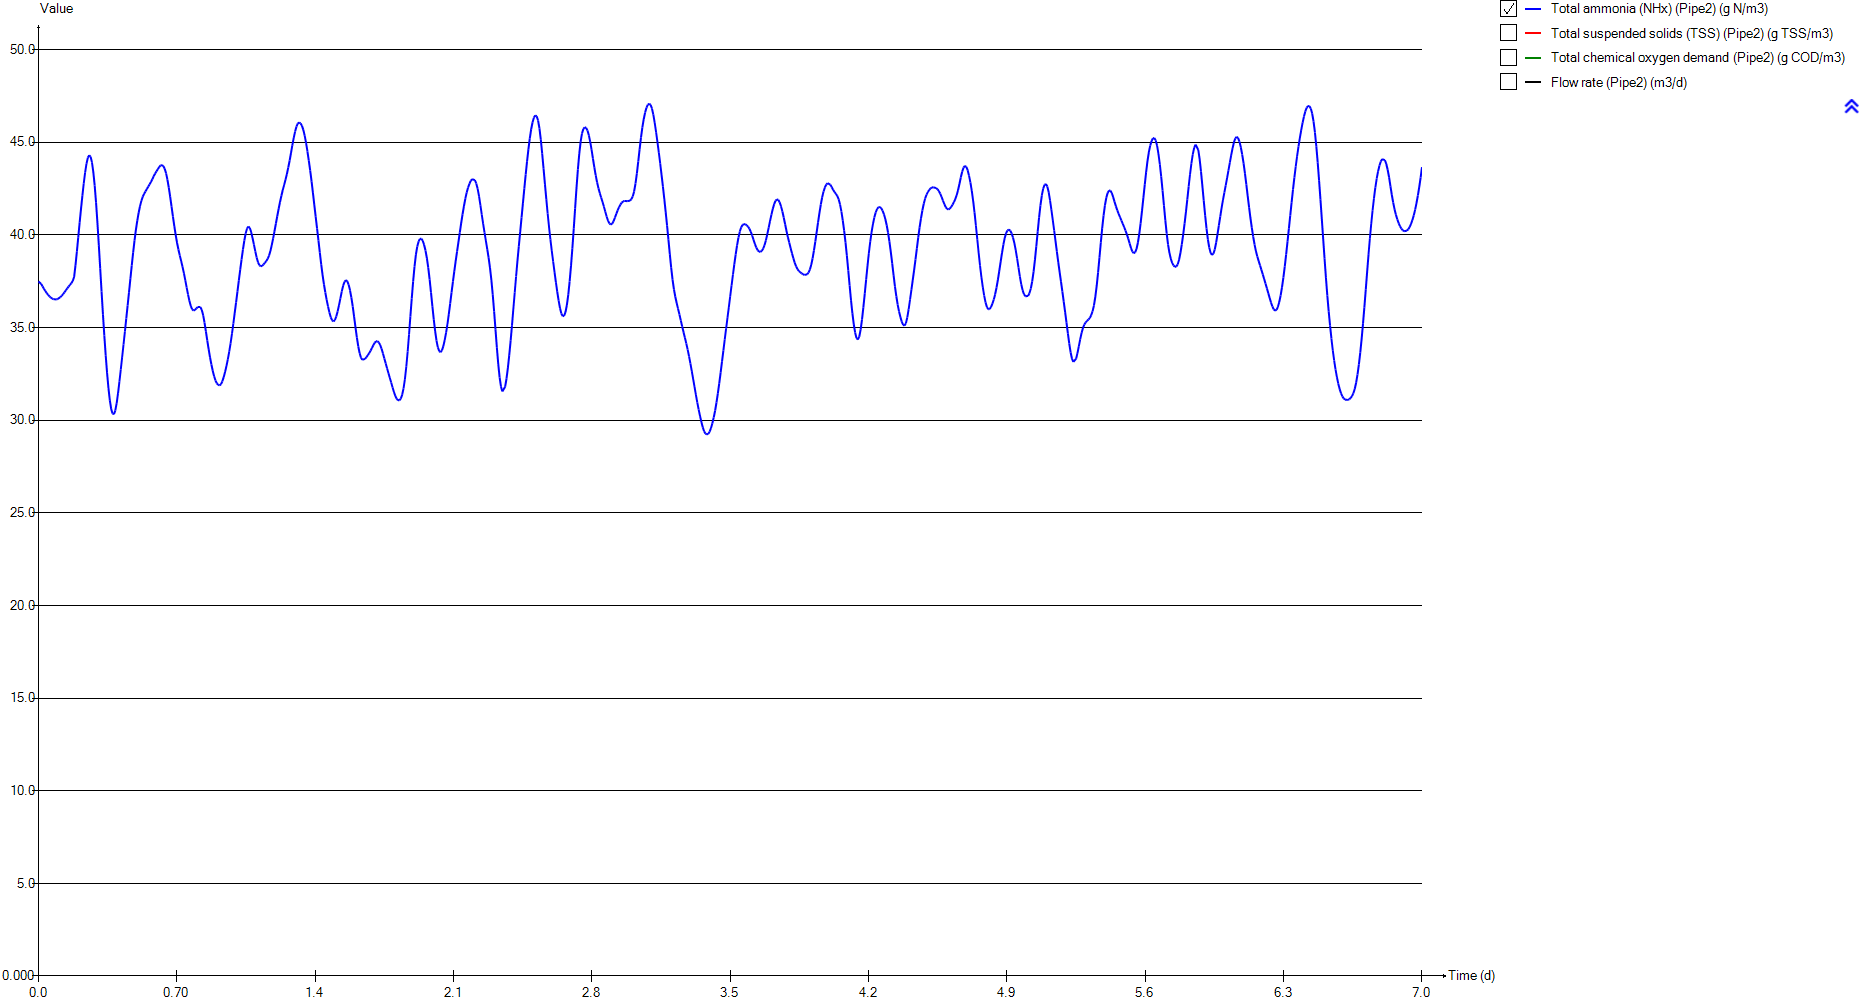 Value
Total ammonia (NHx) (Pipe2) (g N/m3)
Total suspended solids (TSS) (Pipe2) (g TSS/m3)
Total chemical oxygen demand (Pipe2) (g COD/m3)
Flow rate (Pipe2) (m3/d)
50.0
45.0
40.0
35.0
30.0
25.0
20.0
15.0
10.0
5.0
0.000
Time (d)
0.0 0.70 1.4 2.1 2.8 3.5 4.2 4.9 5.6 6.3 7.0